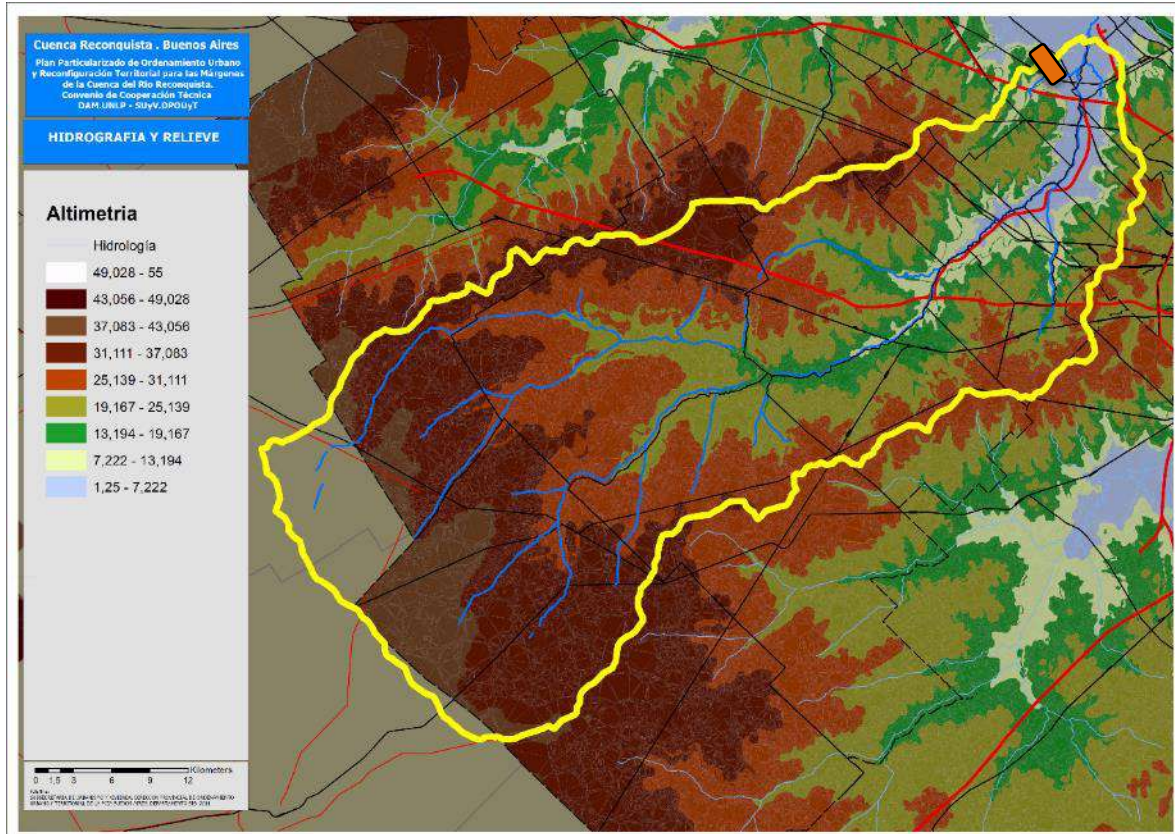 Cuenca Reconquista . Buenos Aires
Plan Particularizado de Ordenamiento Urbano
y Reconfiguración Territorial para las Márgenes
de la Cuenca del Río Reconquista.
Convenio de Cooperación Técnica
DAM.UNLP - SUyV.DPOUyT
HIDROGRAFIA Y RELIEVE
Altimetria
Hidrología
49,028 - 55
43,056 - 49,028
37,083 - 43,056
31,111 - 37,083
25,139 - 31,111
19,167 - 25,139
13,194 - 19,167
7,222 - 13,194
1,25 - 7,222
Kilometers
0 1,5 3 6 9 12